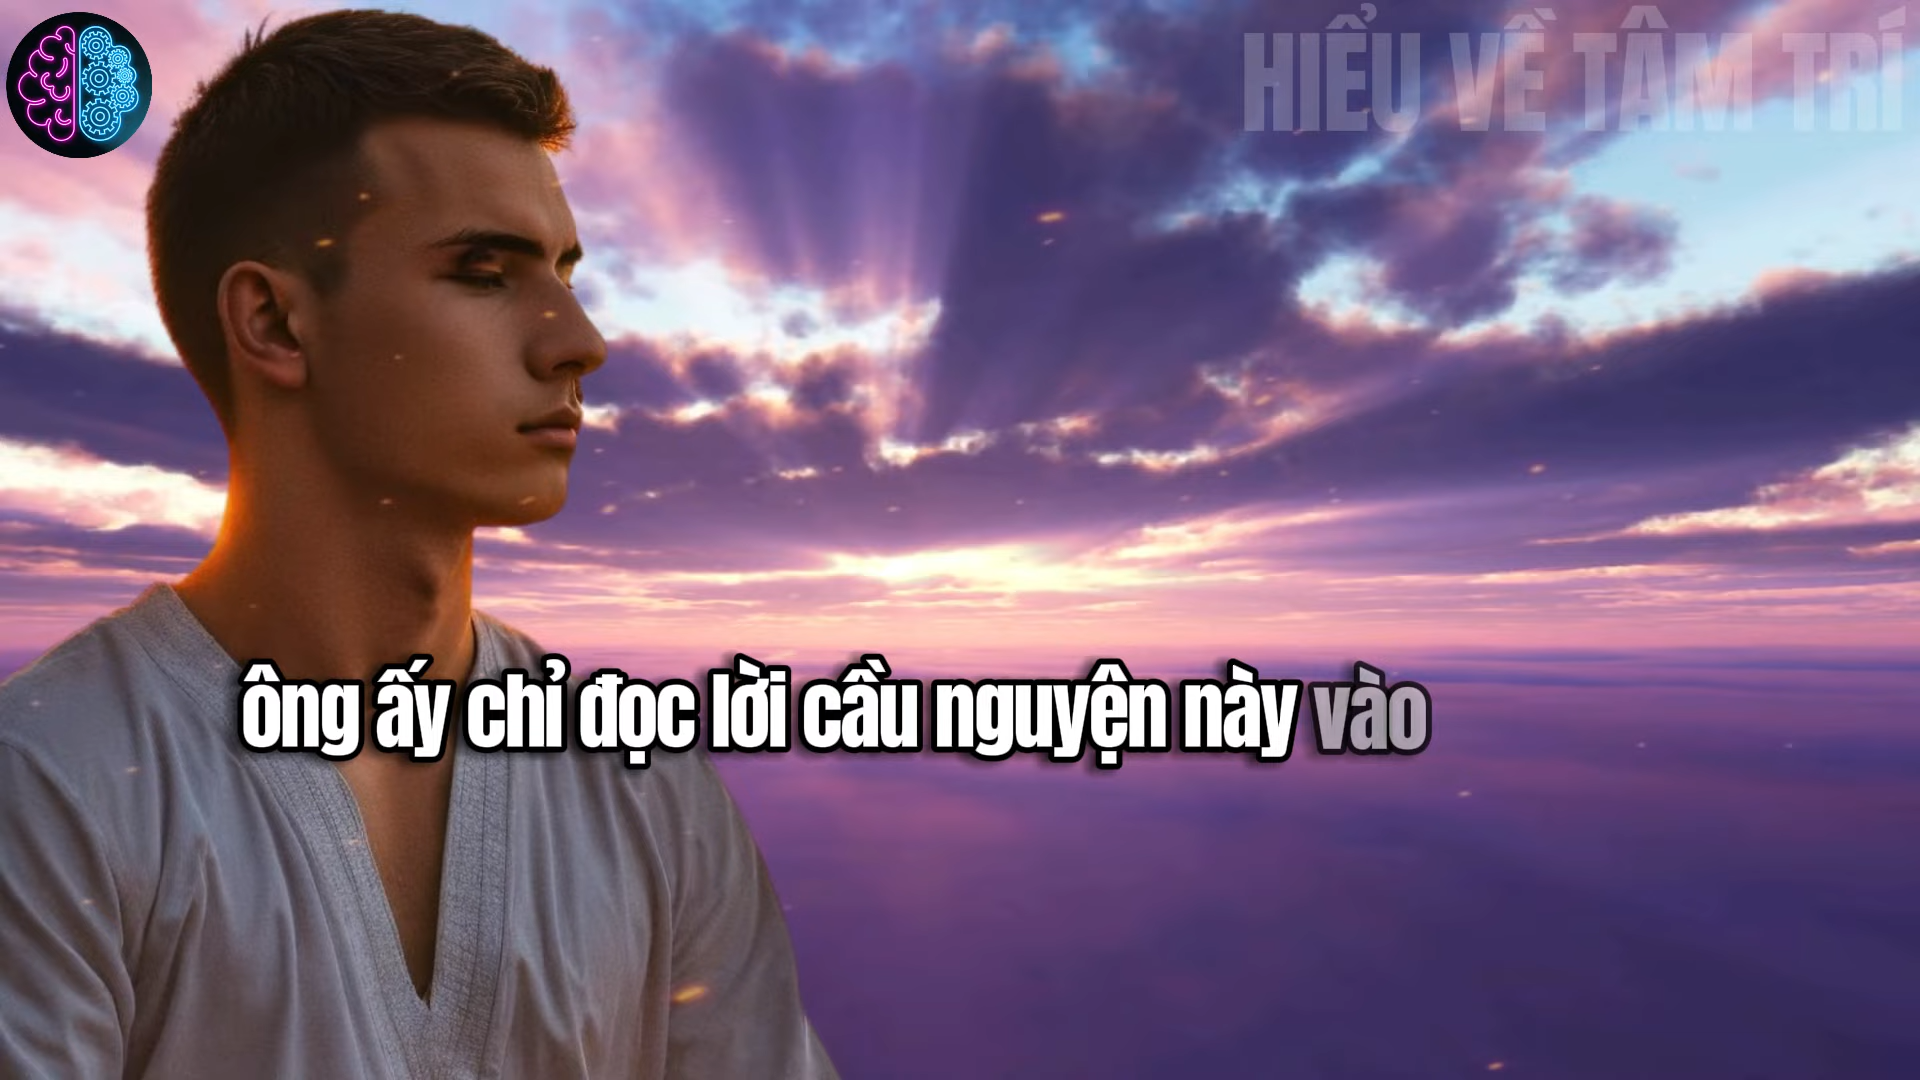 HIỂU VỀ TÂM TRÍ
ông ấy chỉ đọc lời cầu nguyện này vào